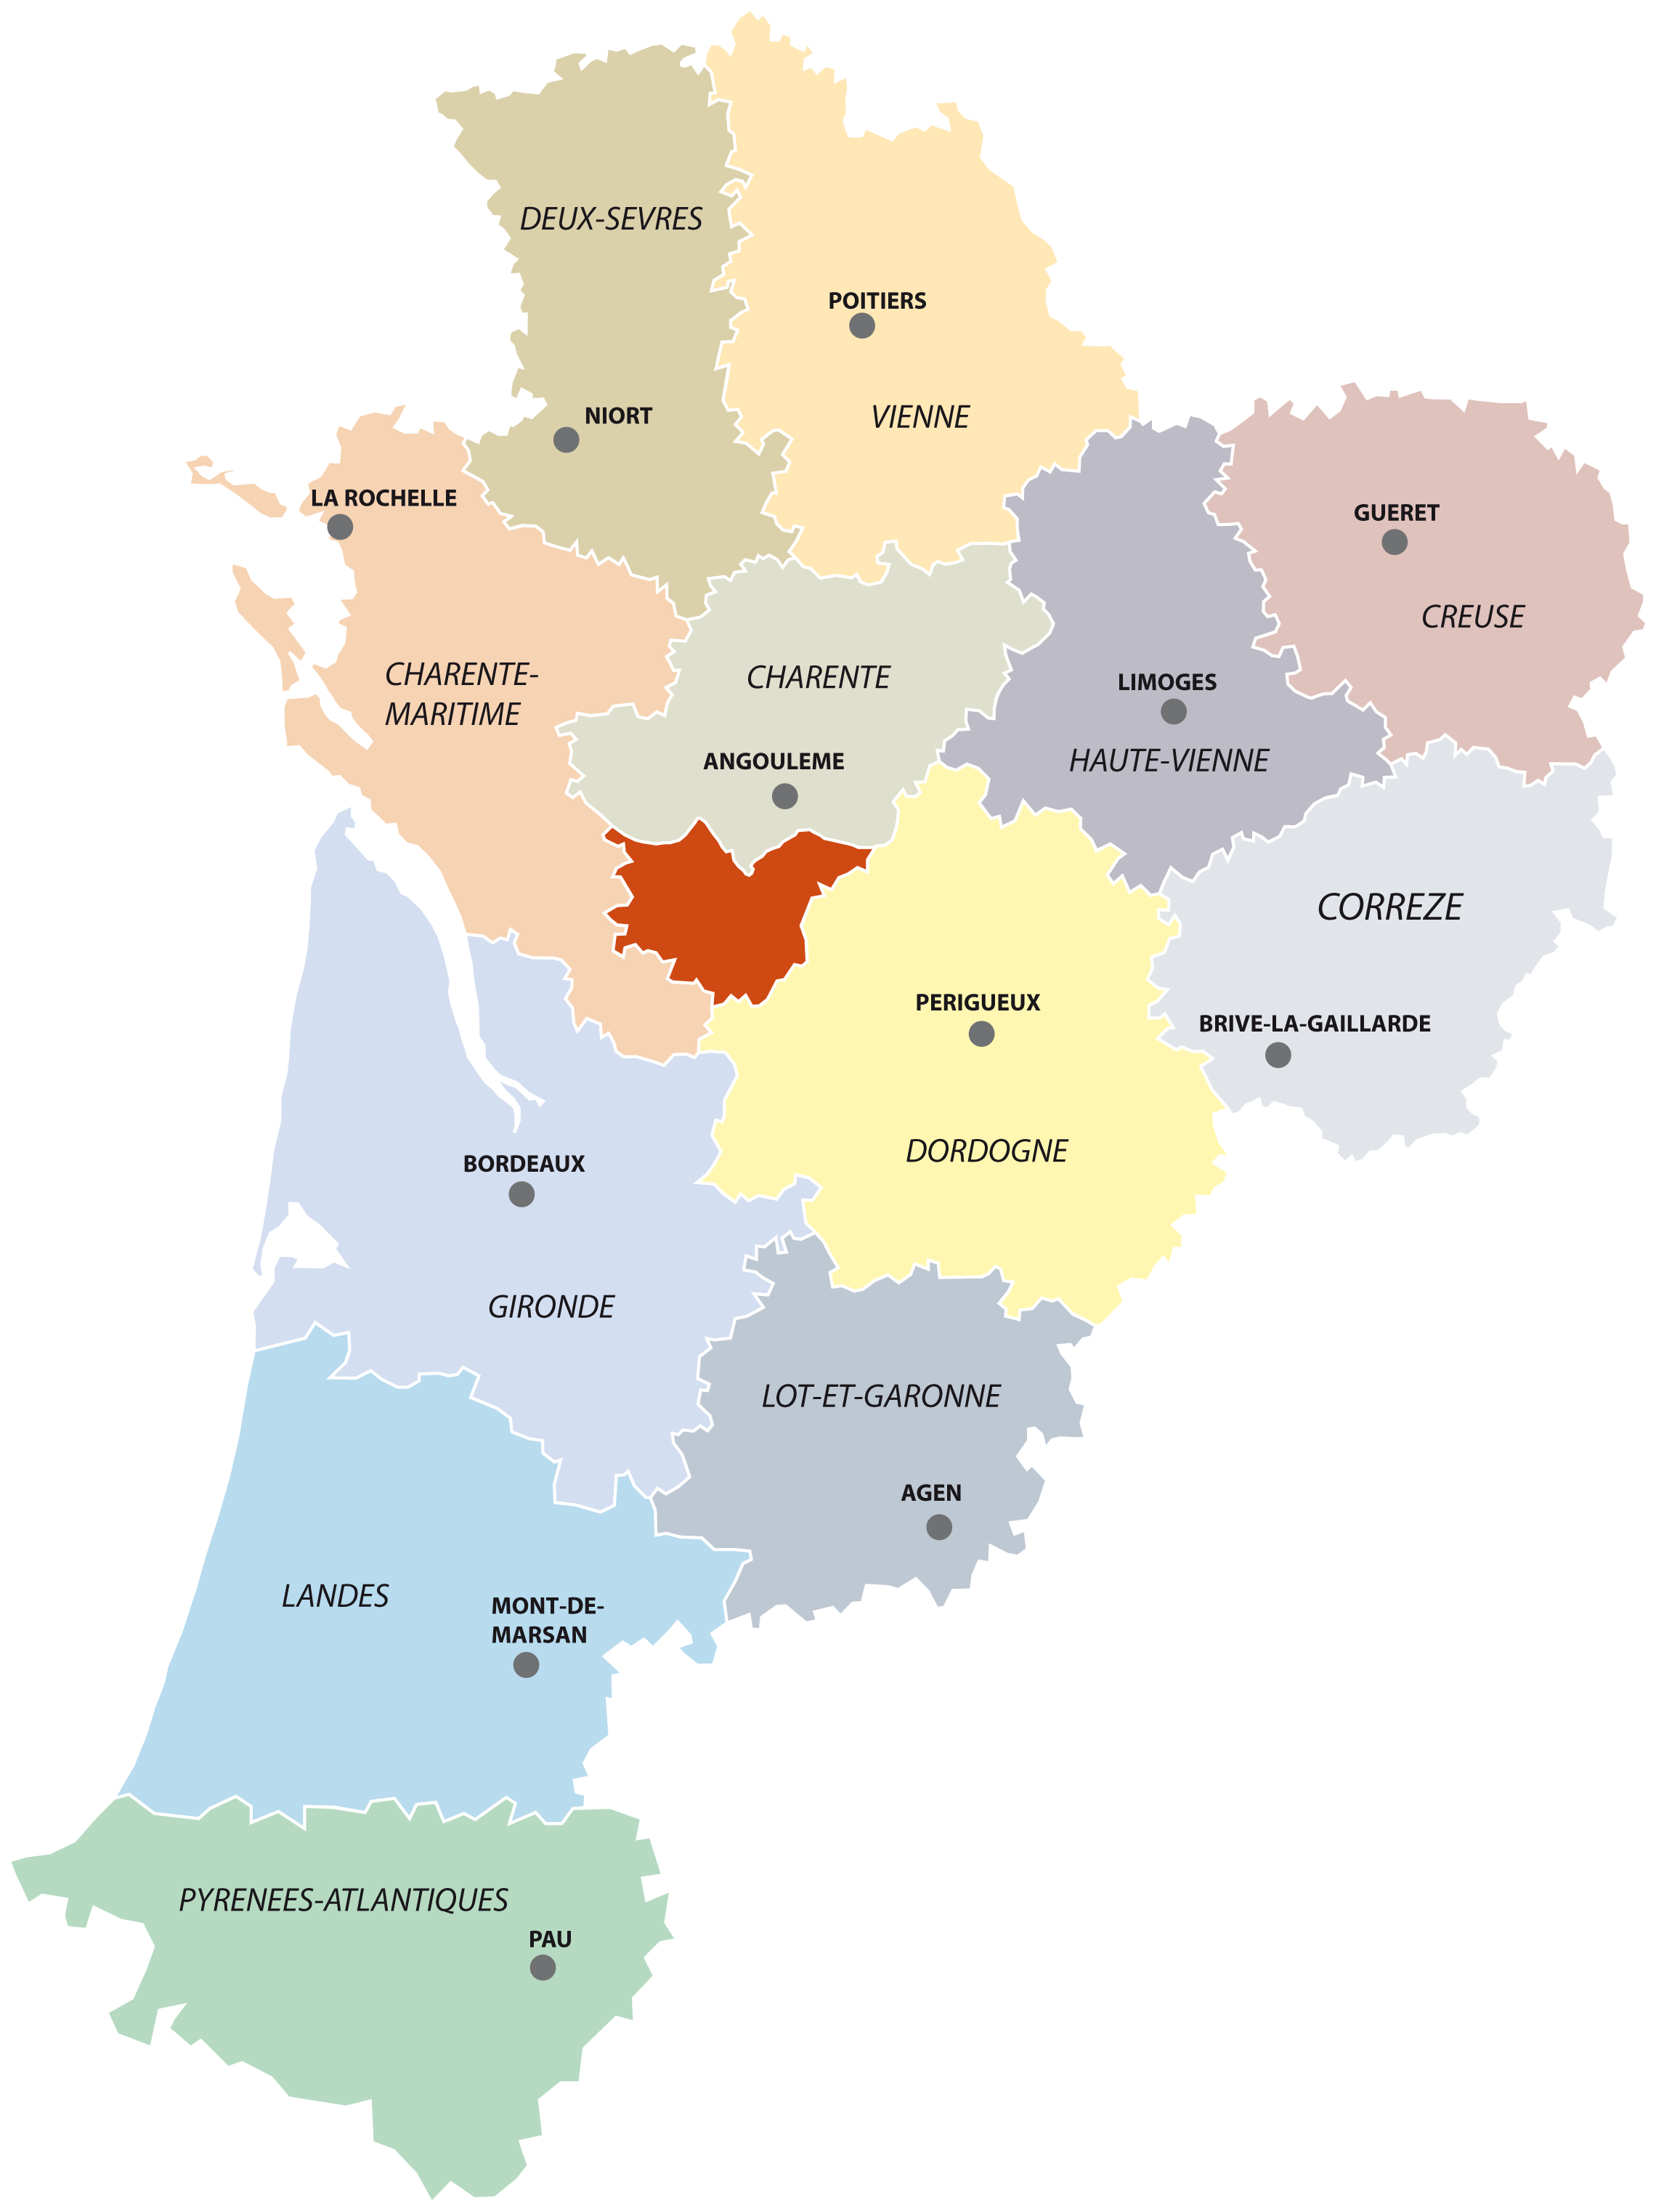 DEUX-SEVRES
POITIERS
NIORT
VIENNE
LA ROCHELLE
GUERET
CREUSE
CHARENTE-
MARITIME
CHARENTE
LIMOGES
ANGOULEME
HAUTE-VIENNE
CORREZE
PERIGUEUX
BRIVE-LA-GAILLARDE
DORDOGNE
BORDEAUX
GIRONDE
LOT-ET-GARONNE
AGEN
LANDES
MONT-DE-
MARSAN
PYRENEES-ATLANTIQUES
PAU